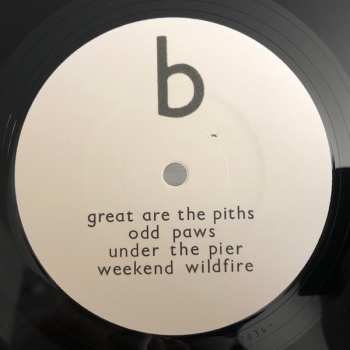 b
great are the piths
odd paws
under the pier
weekend wildfire